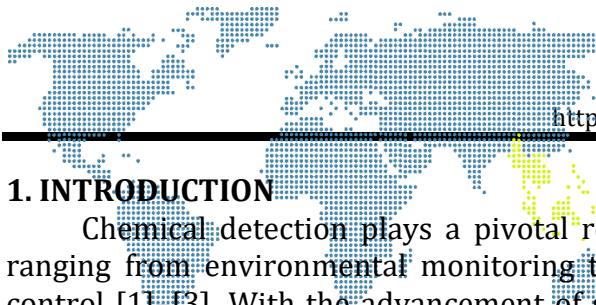 http
1. INTRODUCTION
Chemical detection plays a pivotal
ranging from environmental monitoring
control [1], [3]. With the advancement of